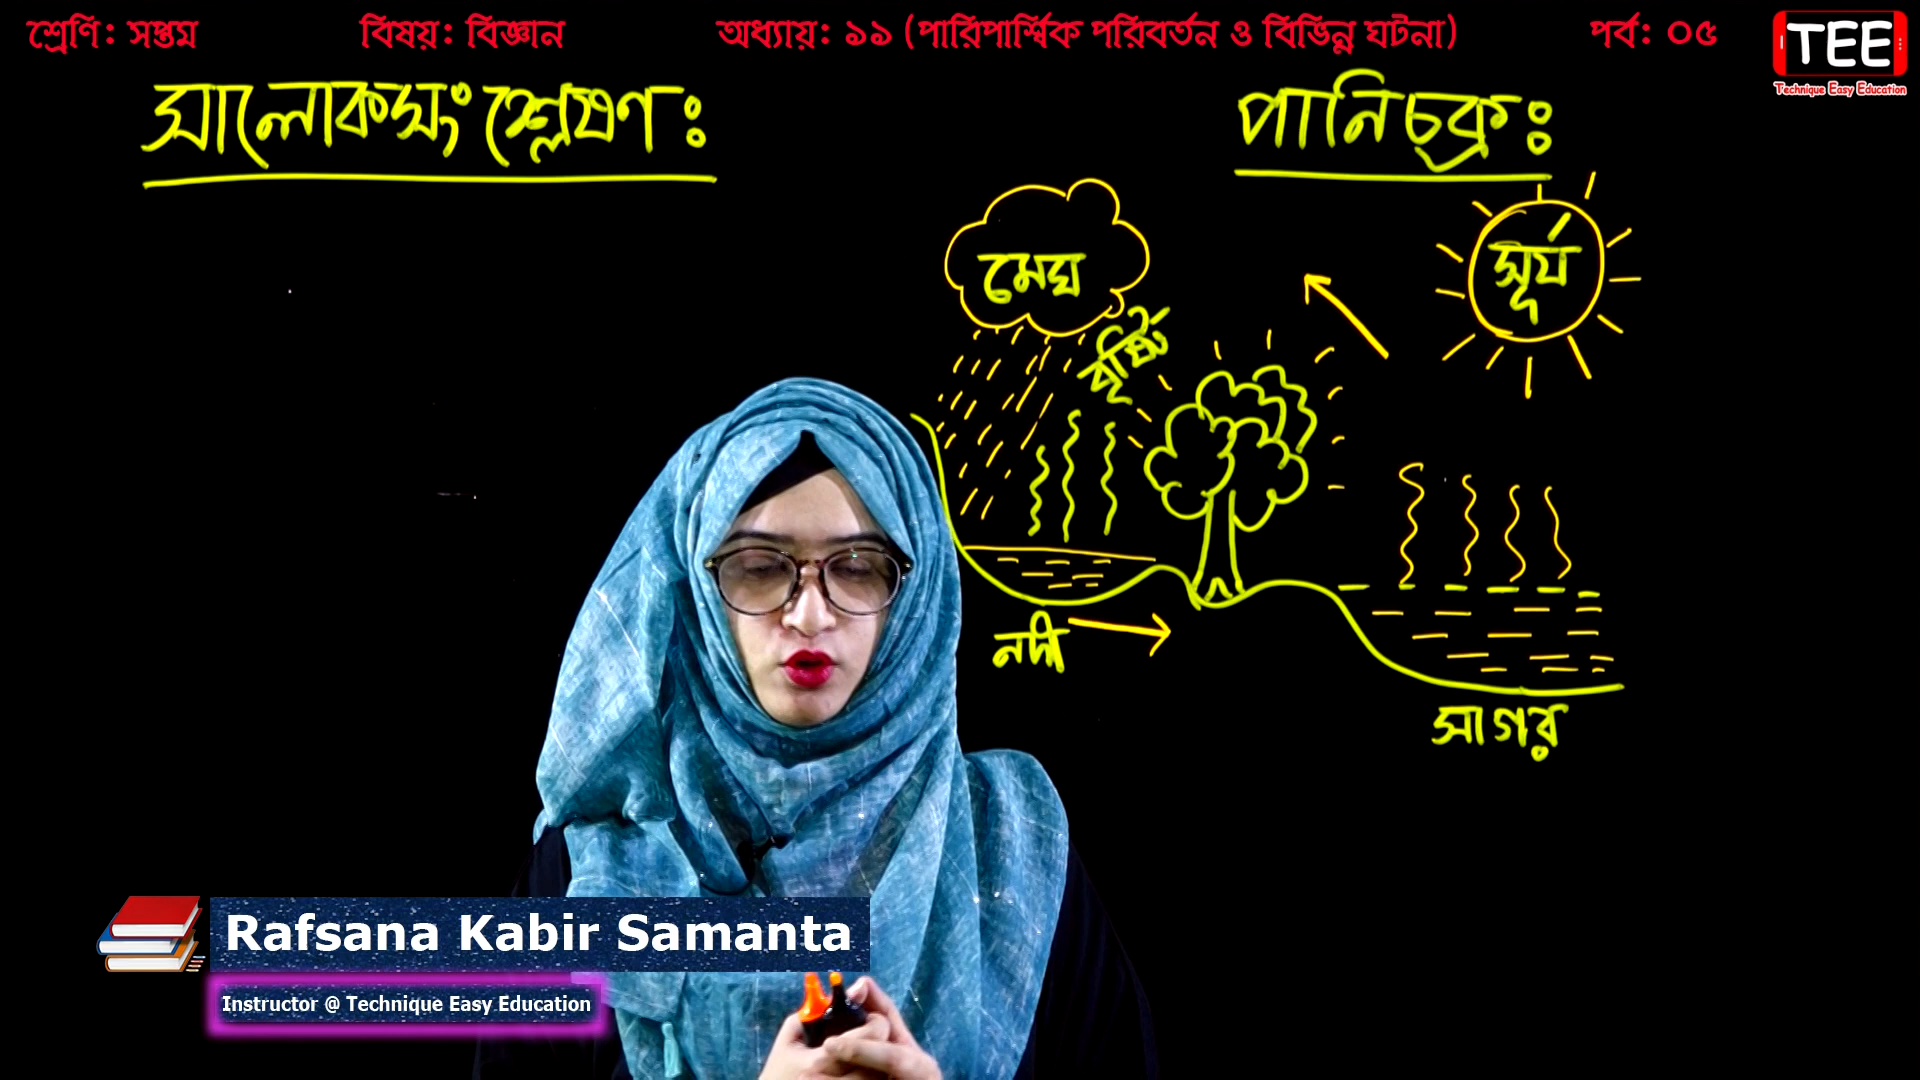 শ্রেণি: সপ্তম বিষয়: বিজ্ঞান অধ্যায়: ১১ (পারিপার্শ্বিক পরিবর্তন ও বিভিন্ন ঘটনা) পর্ব: ০৫
TEE
Technique Easy Education
সালোকসংশ্লেষণঃ
পানিচক্রঃ
মেঘ
সূর্য
বৃষ্টি
নদী
সাগর
Rafsana Kabir Samanta
Instructor @ Technique Easy Education